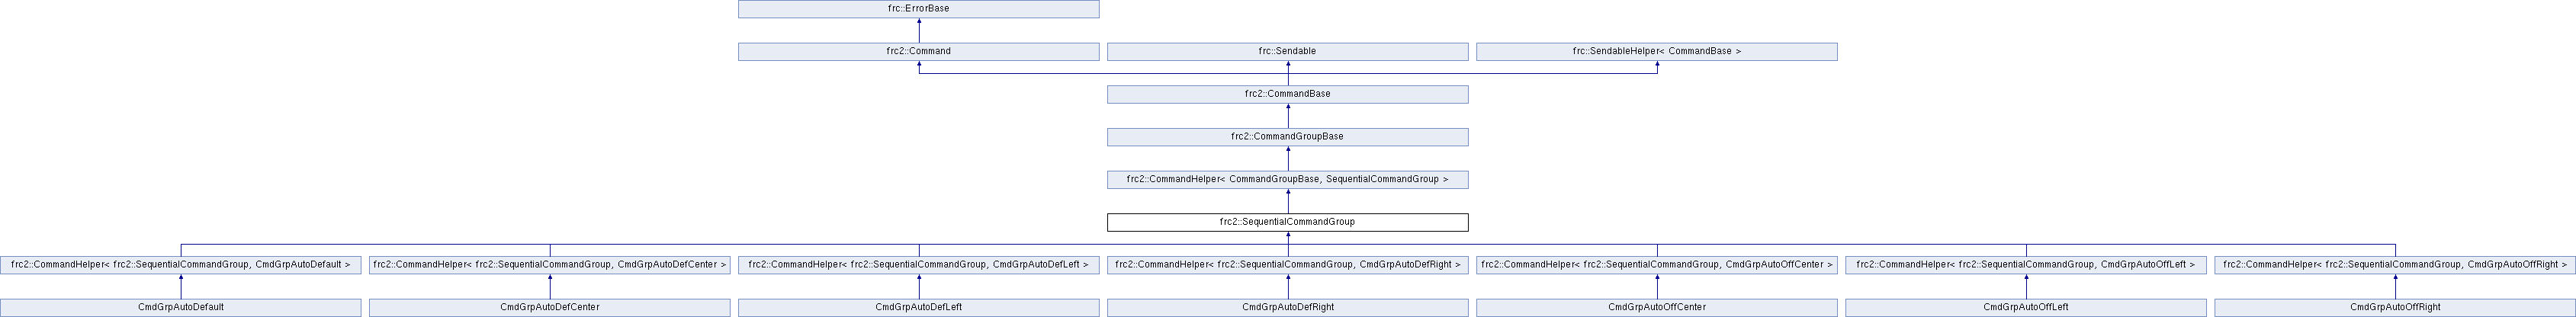 frc::ErrorBase
frc2::Command
frc::Sendable
frc::SendableHelper< CommandBase >
frc2::CommandBase
frc2::CommandGroupBase
frc2::CommandHelper< CommandGroupBase, SequentialCommandGroup >
frc2::SequentialCommandGroup
frc2::CommandHelper< frc2::SequentialCommandGroup, CmdGrpAutoDefault >
frc2::CommandHelper< frc2::SequentialCommandGroup, CmdGrpAutoDefCenter >
frc2::CommandHelper< frc2::SequentialCommandGroup, CmdGrpAutoDefLeft >
frc2::CommandHelper< frc2::SequentialCommandGroup, CmdGrpAutoDefRight >
frc2::CommandHelper< frc2::SequentialCommandGroup, CmdGrpAutoOffCenter >
frc2::CommandHelper< frc2::SequentialCommandGroup, CmdGrpAutoOffLeft >
frc2::CommandHelper< frc2::SequentialCommandGroup, CmdGrpAutoOffRight >
CmdGrpAutoDefault
CmdGrpAutoDefCenter
CmdGrpAutoDefLeft
CmdGrpAutoDefRight
CmdGrpAutoOffCenter
CmdGrpAutoOffLeft
CmdGrpAutoOffRight